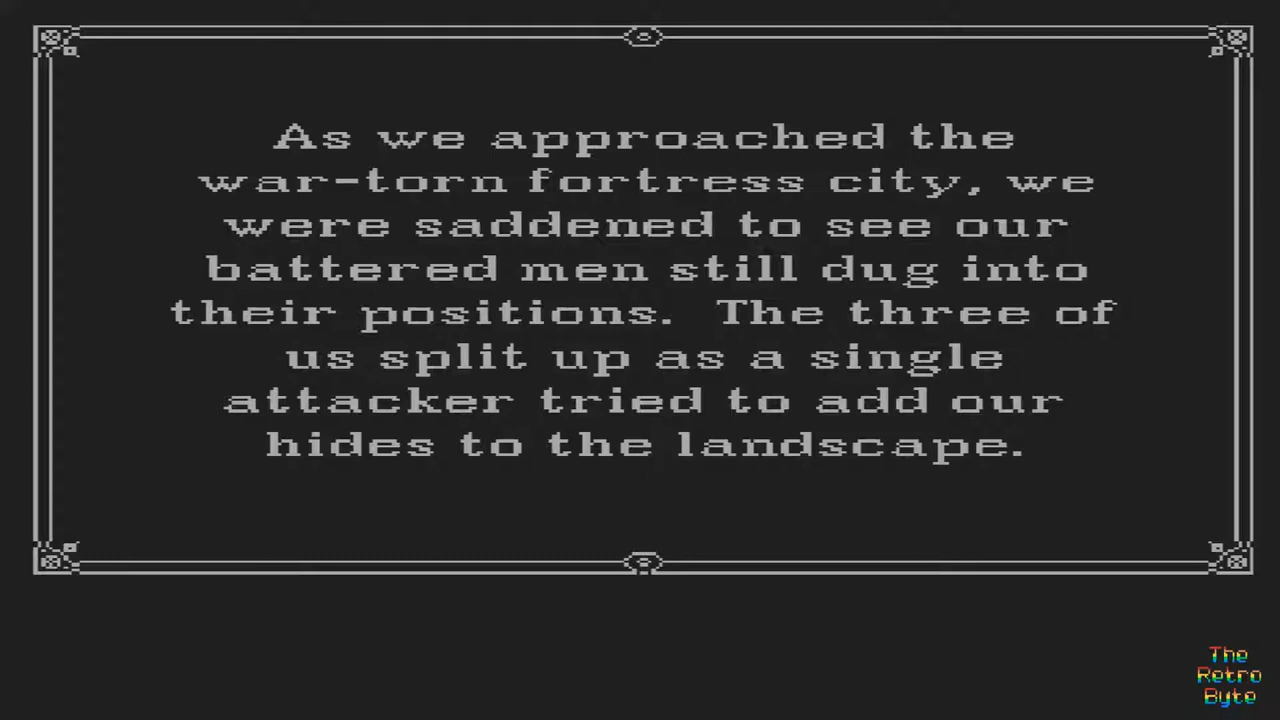 As we approached the
war-torn fortress city, we
were saddened to see our
battered men still dug into
their positions.  The three of
us split up as a single
attacker tried to add our
hides to the landscape.
The
Retro
Byte